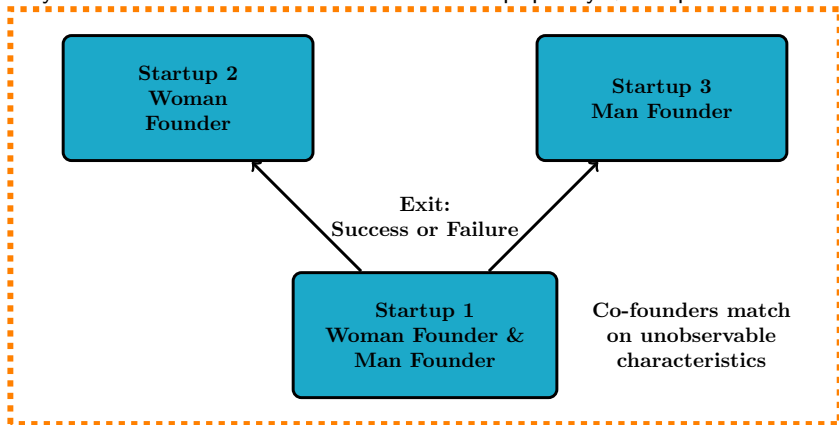 Startup 2
Woman
Founder
Startup 3
Man Founder
Exit:
Success or Failure
Startup 1
Woman Founder &
Man Founder
Co-founders match
on unobservable
characteristics